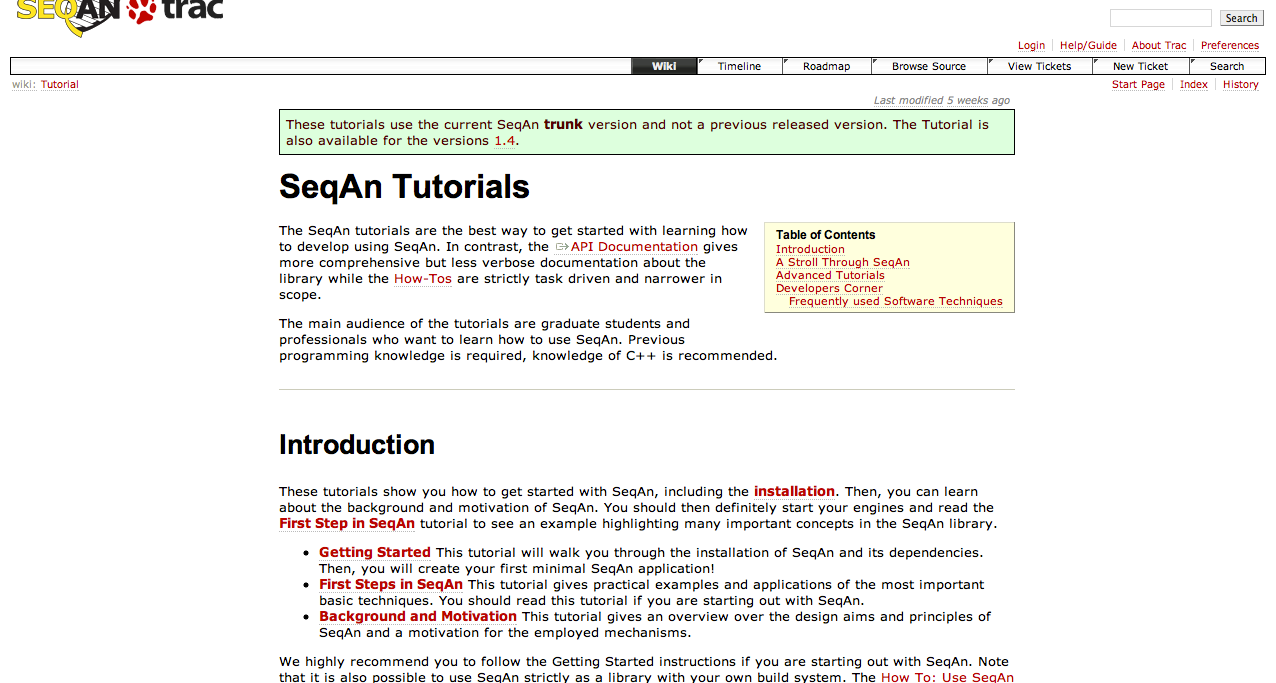 SEQAN trac
Search
Login Help/Guide About Trac Preferences
Wiki Timeline Roadmap Browse Source View Tickets New Ticket Search
wiki: Tutorial
Start Page Index History
Last modified 5 weeks ago
These tutorials use the current SeqAn trunk version and not a previous released version. The Tutorial is
also available for the versions 1.4.
SeqAn Tutorials
The SeqAn tutorials are the best way to get started with learning how
to develop using SeqAn. In contrast, the API Documentation gives
more comprehensive but less verbose documentation about the
library while the How-Tos are strictly task driven and narrower in
scope.
Table of Contents
Introduction
A Stroll Through SeqAn
Advanced Tutorials
Developers Corner
Frequently used Software Techniques
The main audience of the tutorials are graduate students and
professionals who want to learn how to use SeqAn. Previous
programming knowledge is required, knowledge of C++ is recommended.
Introduction
These tutorials show you how to get started with SeqAn, including the installation. Then, you can learn
about the background and motivation of SeqAn. You should then definitely start your engines and read the
First Step in SeqAn tutorial to see an example highlighting many important concepts in the SeqAn library.
• Getting Started This tutorial will walk you through the installation of SeqAn and its dependencies.
Then, you will create your first minimal SeqAn application!
• First Steps in SeqAn This tutorial gives practical examples and applications of the most important
basic techniques. You should read this tutorial if you are starting out with SeqAn.
• Background and Motivation This tutorial gives an overview over the design aims and principles of
SeqAn and a motivation for the employed mechanisms.
We highly recommend you to follow the Getting Started instructions if you are starting out with SeqAn. Note
that it is also possible to use SeqAn strictly as a library with your own build system. The How To: Use SeqAn